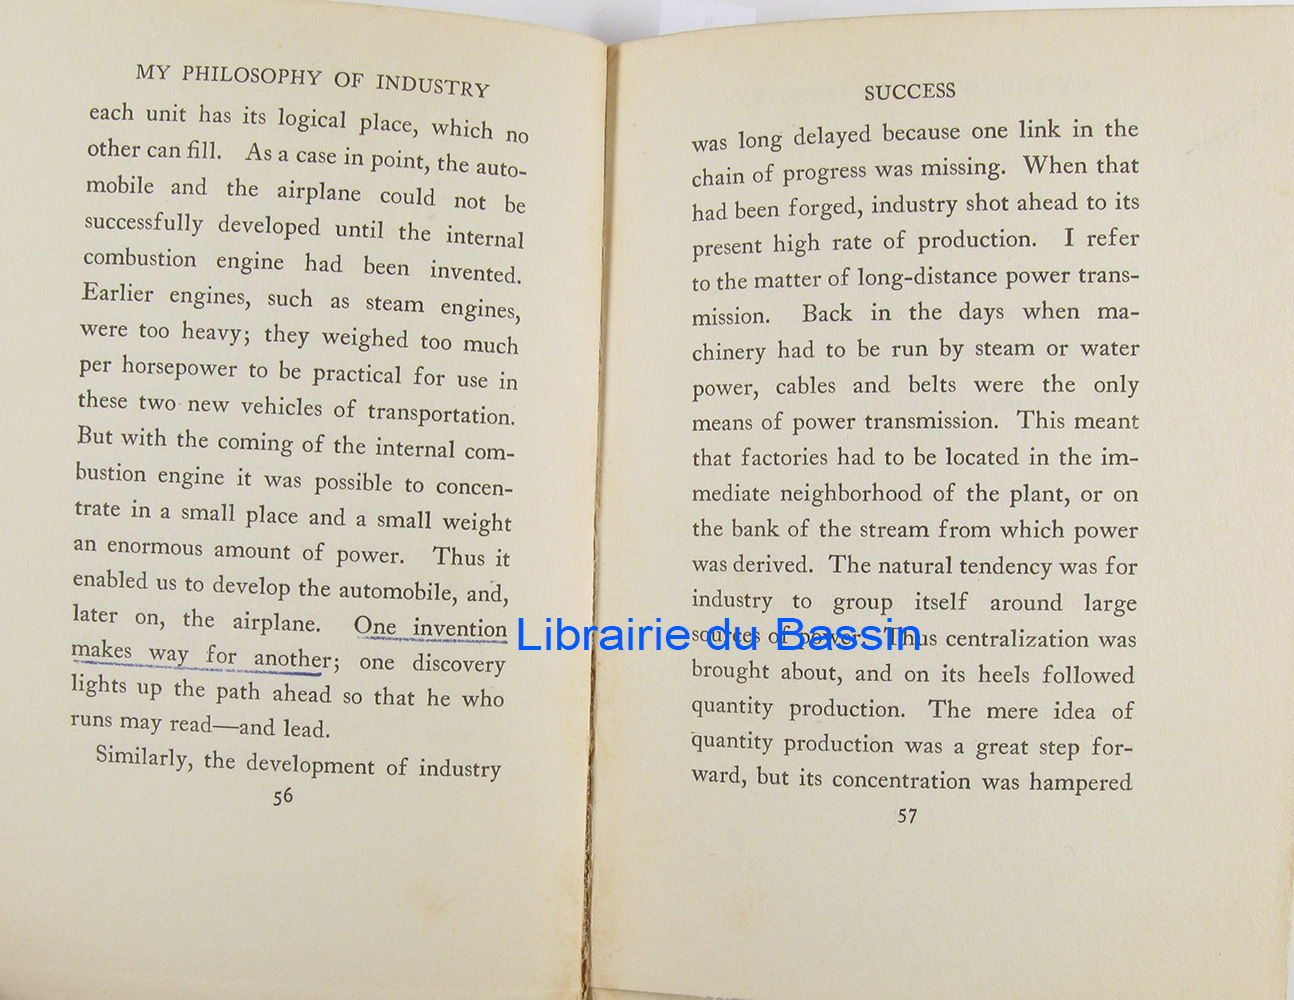 MY PHILOSOPHY OF INDUSTRY
each unit has its logical place, which no
other can fill. As a case in point, the auto-
mobile and the airplane could not be
successfully developed until the internal
combustion engine had been invented.
Earlier engines, such as steam engines,
were too heavy; they weighed too much
per horsepower to be practical for use in
these two new vehicles of transportation.
But with the coming of the internal com-
bustion engine it was possible to concen-
trate in a small place and a small weight
an enormous amount of power. Thus it
enabled us to develop the automobile, and,
later on, the airplane. One invention
makes way for another; one discovery
lights up the path ahead so that he who
runs may read—and lead.
Similarly, the development of industry
56
SUCCESS
was long delayed because one link in the
chain of progress was missing. When that
had been forged, industry shot ahead to its
present high rate of production. I refer
to the matter of long-distance power trans-
mission. Back in the days when ma-
chinery had to be run by steam or water
power, cables and belts were the only
means of power transmission. This meant
that factories had to be located in the im-
mediate neighborhood of the plant, or on
the bank of the stream from which power
was derived. The natural tendency was for
industry to group itself around large
sources of power. Thus centralization was
brought about, and on its heels followed
quantity production. The mere idea of
quantity production was a great step for-
ward, but its concentration was hampered
57
Librairie du Bassin